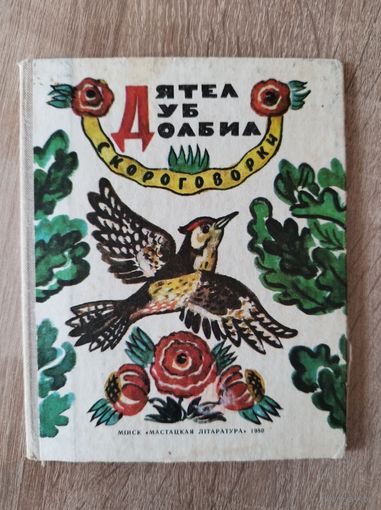 ДЯТЕЛ
ДУБ
ДОЛБИЛ
СКОРОГОВОРКИ
МІНСК «МАСТАЦКАЯ ЛІТАРАТУРА» 1980